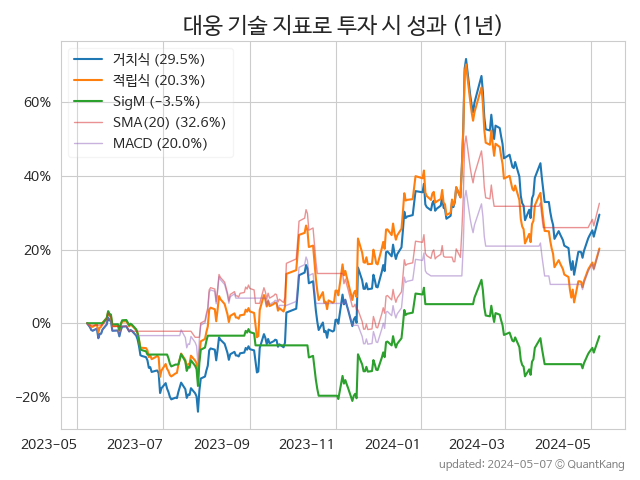 대웅 기술 지표로 투자 시 성과 (1년)
거치식 (29.5%)
적립식 (20.3%)
SigM (−3.5%)
SMA(20) (32.6%)
MACD (20.0%)
60%
40%
20%
0%
−20%
2023−05 2023−07 2023−09 2023−11 2024−01 2024−03 2024−05
updated: 2024−05−07 © QuantKang